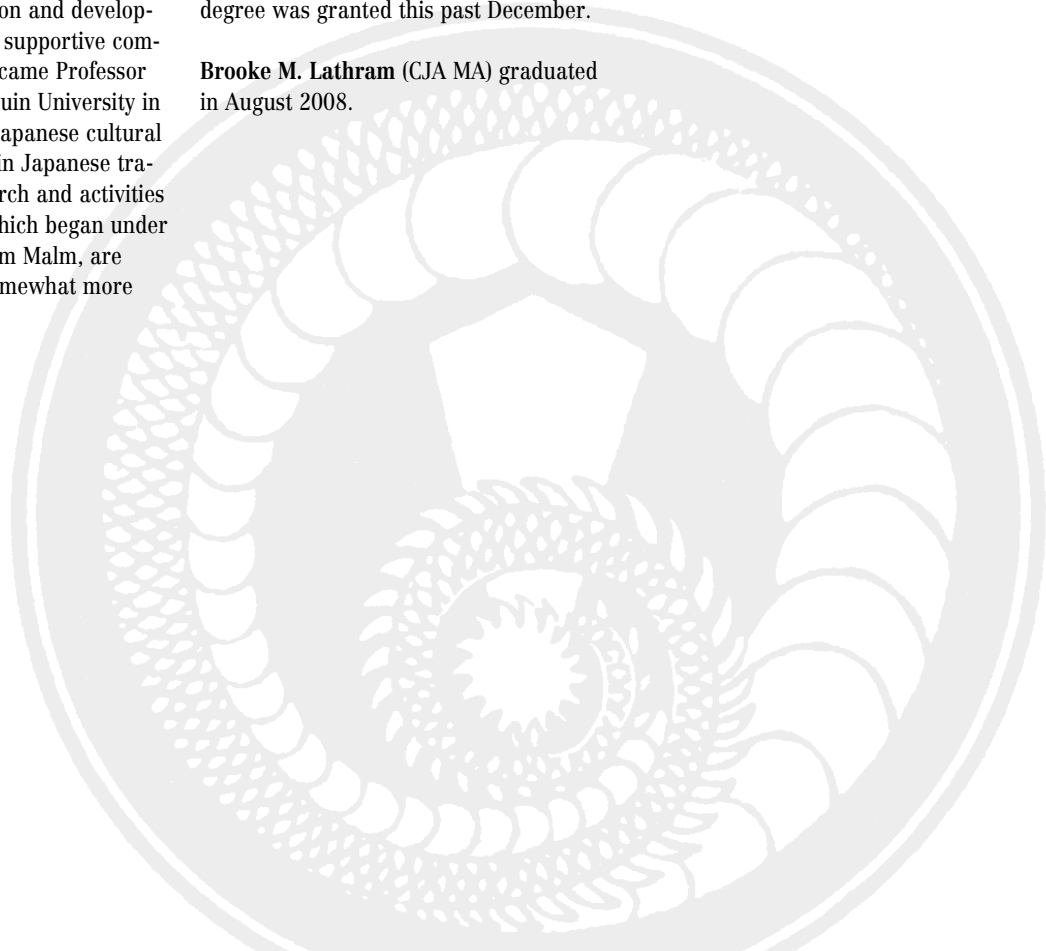 on and develop-
supportive com-
came Professor
uin University in
apanese cultural
in Japanese tra-
rch and activities
hich began under
m Malm, are
mewhat more
degree was granted this past December.
Brooke M. Lathram (CJA MA) graduated
in August 2008.